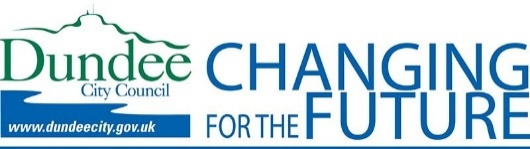 Dundee
City Council
www.dundeecity.gov.uk
CHANGING
FOR THE FUTURE